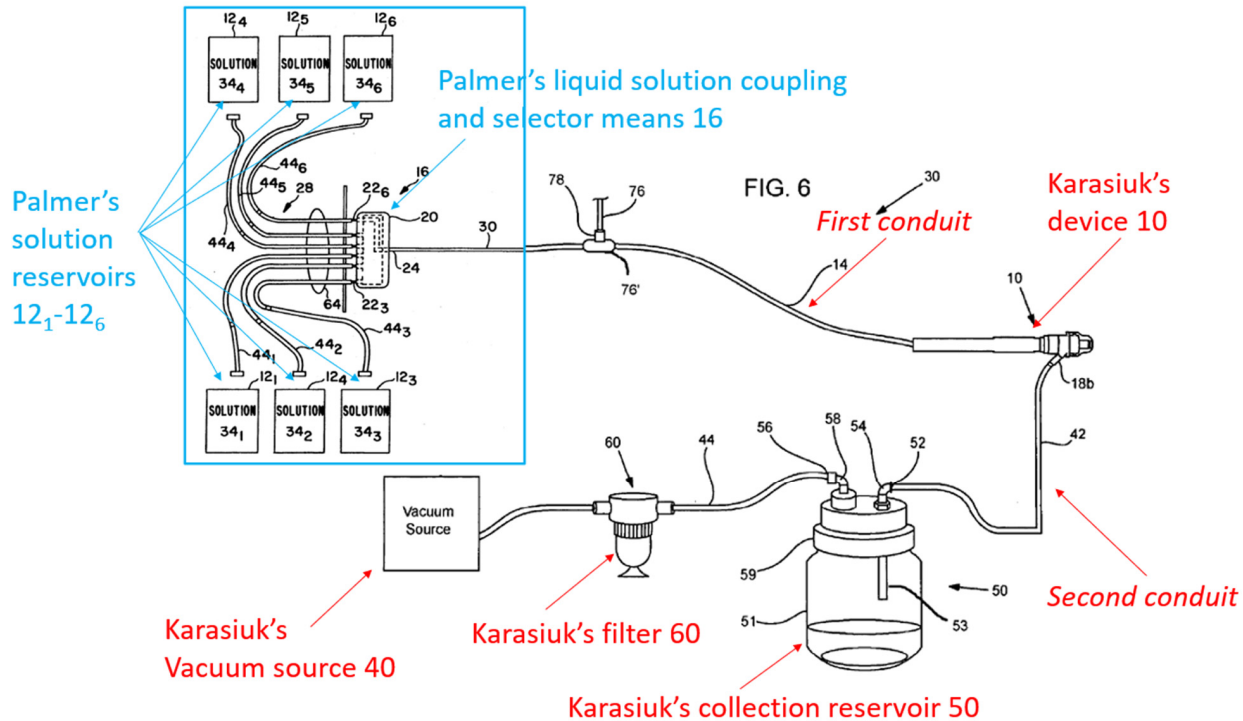 12₄
12₅
12₆
SOLUTION
34₄
SOLUTION
34₅
SOLUTION
34₆
Palmer's liquid solution coupling
and selector means 16
44₆
44₅
28
44₄
22₆
16
20
30
24
64
22₃
44₃
44₂
44₁
Palmer's
solution
reservoirs
12₁-12₆
12₁
12₄
12₃
SOLUTION
34₁
SOLUTION
34₂
SOLUTION
34₃
78
76
76'
FIG. 6
30
First conduit
14
Karasiuk's
device 10
10
18b
42
Second conduit
Vacuum
Source
60
44
56
58
54
52
59
51
53
50
Karasiuk's
Vacuum source 40
Karasiuk's filter 60
Karasiuk's collection reservoir 50